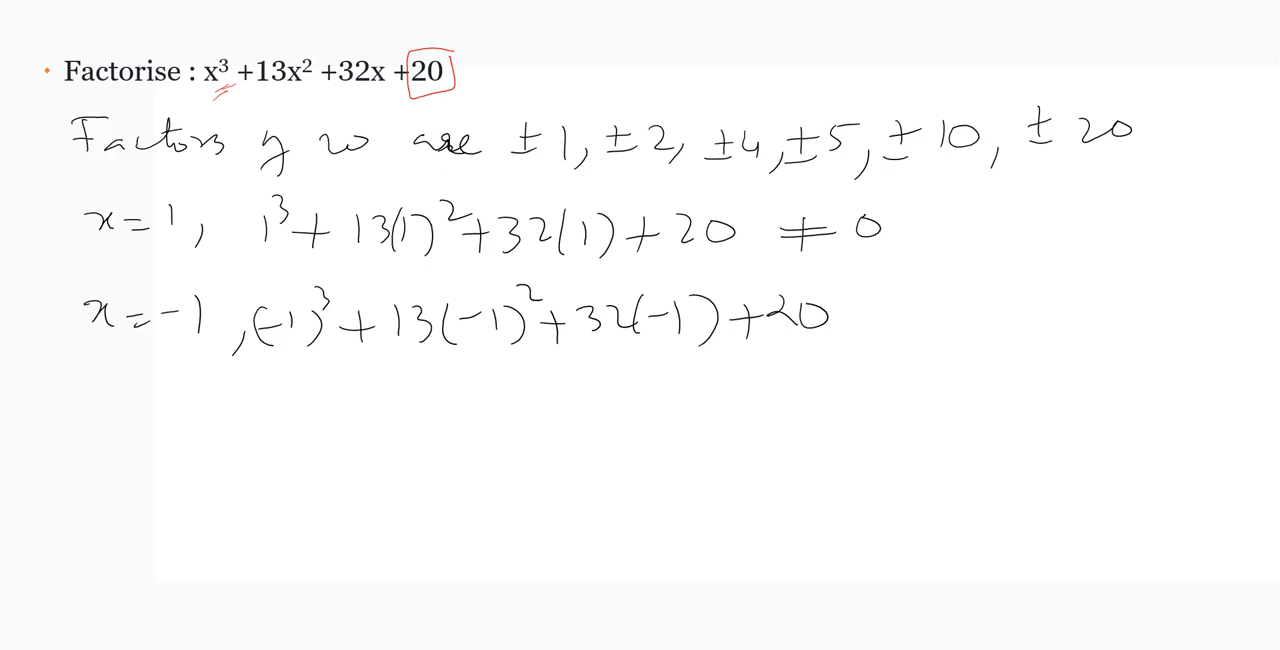 • Factorise : x³ +13x² +32x +20
Factors of 20 are ±1, ±2, ±4, ±5, ±10, ±20
x=1, 1³+13(1)²+32(1)+20 ≠ 0
x=-1, (-1)³+13(-1)²+32(-1)+20